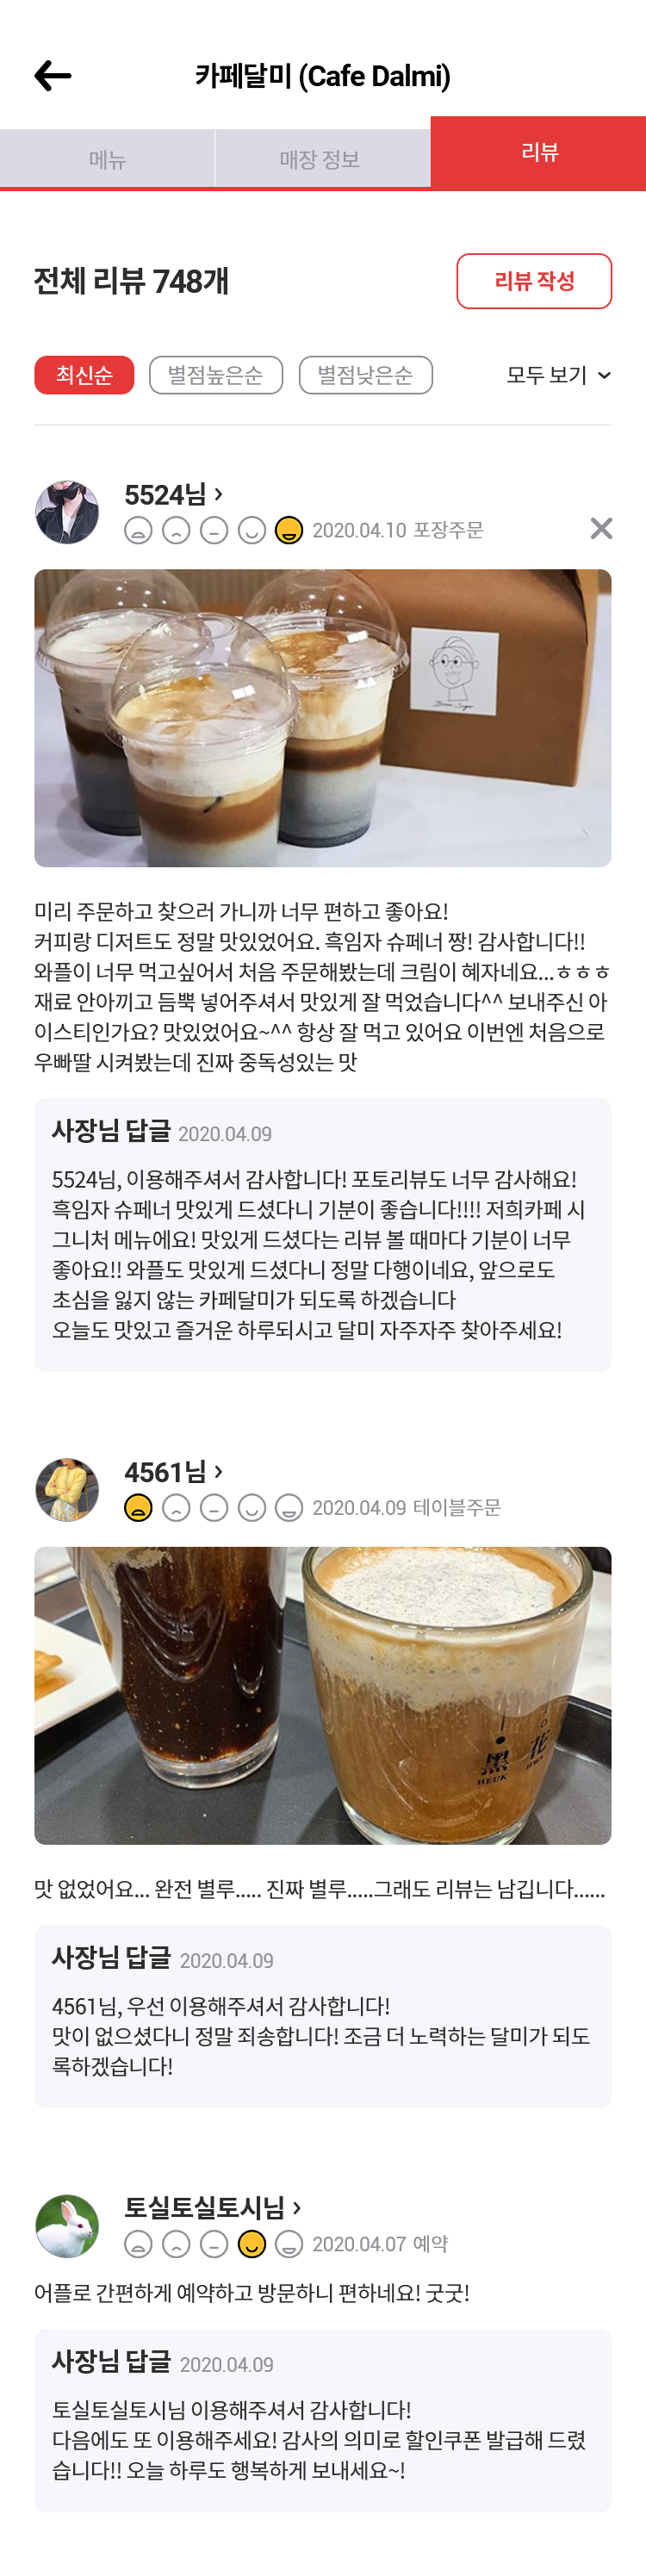 카페달미 (Cafe Dalmi)
메뉴
매장 정보
리뷰
전체 리뷰 748개
리뷰 작성
최신순
별점높은순
별점낮은순
모두 보기
5524님
2020.04.10 포장주문
미리 주문하고 찾으러 가니까 너무 편하고 좋아요!
커피랑 디저트도 정말 맛있었어요. 흑임자 슈페너 짱! 감사합니다!!
와플이 너무 먹고싶어서 처음 주문해봤는데 크림이 혜자네요...ㅎㅎㅎ
재료 안아끼고 듬뿍 넣어주셔서 맛있게 잘 먹었습니다^^ 보내주신 아
이스티인가요? 맛있었어요~^^ 항상 잘 먹고 있어요 이번엔 처음으로
우빠딸 시켜봤는데 진짜 중독성있는 맛
사장님 답글 2020.04.09
5524님, 이용해주셔서 감사합니다! 포토리뷰도 너무 감사해요!
흑임자 슈페너 맛있게 드셨다니 기분이 좋습니다!!!! 저희카페 시
그니처 메뉴에요! 맛있게 드셨다는 리뷰 볼 때마다 기분이 너무
좋아요!! 와플도 맛있게 드셨다니 정말 다행이네요, 앞으로도
초심을 잃지 않는 카페달미가 되도록 하겠습니다
오늘도 맛있고 즐거운 하루되시고 달미 자주자주 찾아주세요!
4561님
2020.04.09 테이블주문
黑 花
HEUK HWA
맛 없었어요... 완전 별루..... 진짜 별루.....그래도 리뷰는 남깁니다......
사장님 답글 2020.04.09
4561님, 우선 이용해주셔서 감사합니다!
맛이 없으셨다니 정말 죄송합니다! 조금 더 노력하는 달미가 되도
록하겠습니다!
토실토실토시님
2020.04.07 예약
어플로 간편하게 예약하고 방문하니 편하네요! 굿굿!
사장님 답글 2020.04.09
토실토실토시님 이용해주셔서 감사합니다!
다음에도 또 이용해주세요! 감사의 의미로 할인쿠폰 발급해 드렸
습니다!! 오늘 하루도 행복하게 보내세요~!